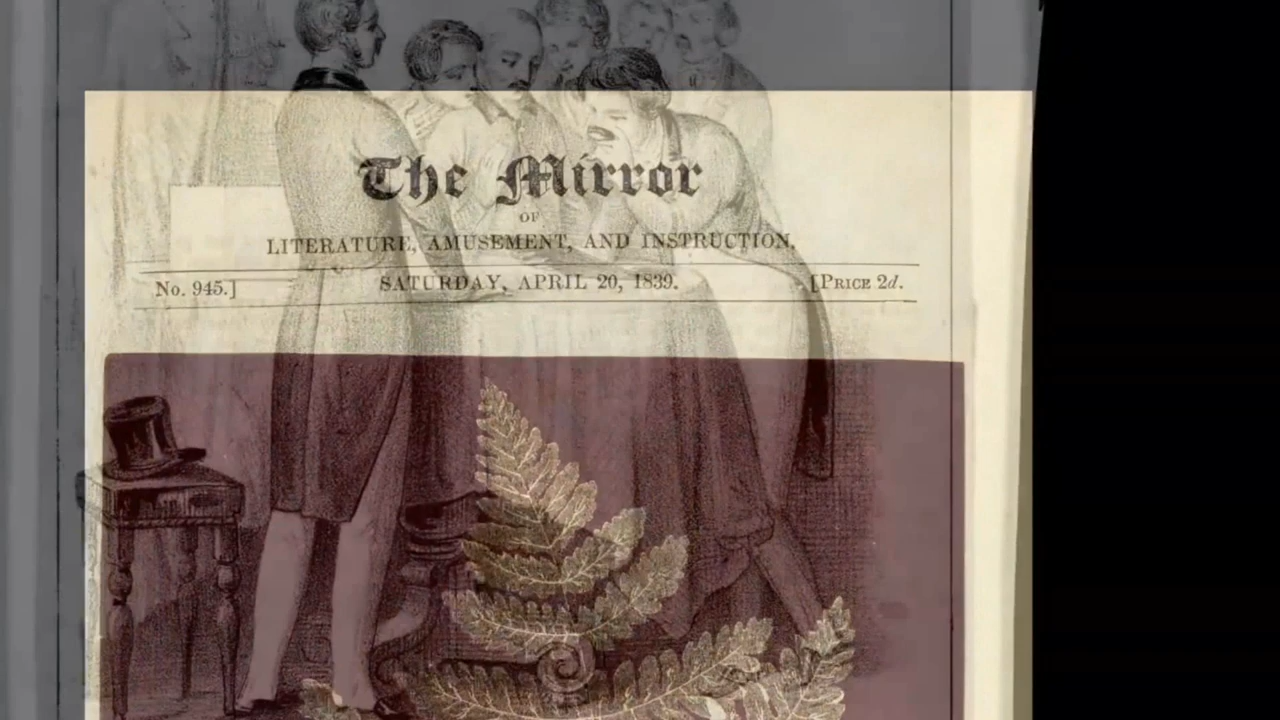 The Mirror
OF
LITERATURE, AMUSEMENT, AND INSTRUCTION.
No. 945.]
SATURDAY, APRIL 20, 1839.
[PRICE 2d.